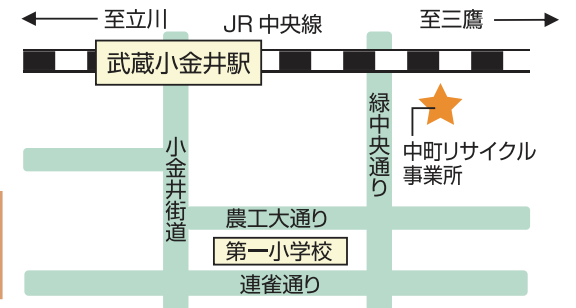 至立川
JR中央線
至三鷹
武蔵小金井駅
小金井街道
緑中央通り
中町リサイクル
事業所
農工大通り
第一小学校
連雀通り